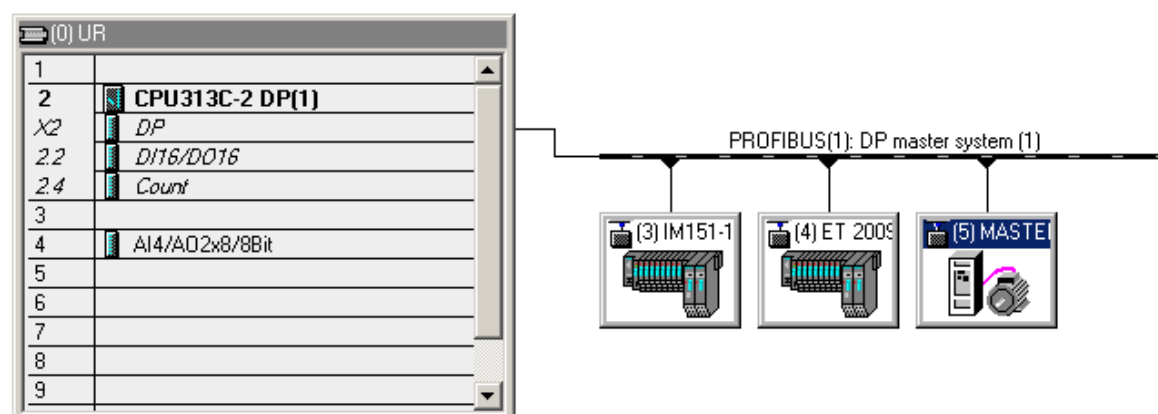 (0) UR
1
2 CPU313C-2 DP(1)
X2 DP
2.2 DI16/DO16
2.4 Count
3
4 AI4/AO2x8/8Bit
5
6
7
8
9
PROFIBUS(1): DP master system (1)
(3) IM151-1
(4) ET 200S
(5) MASTE